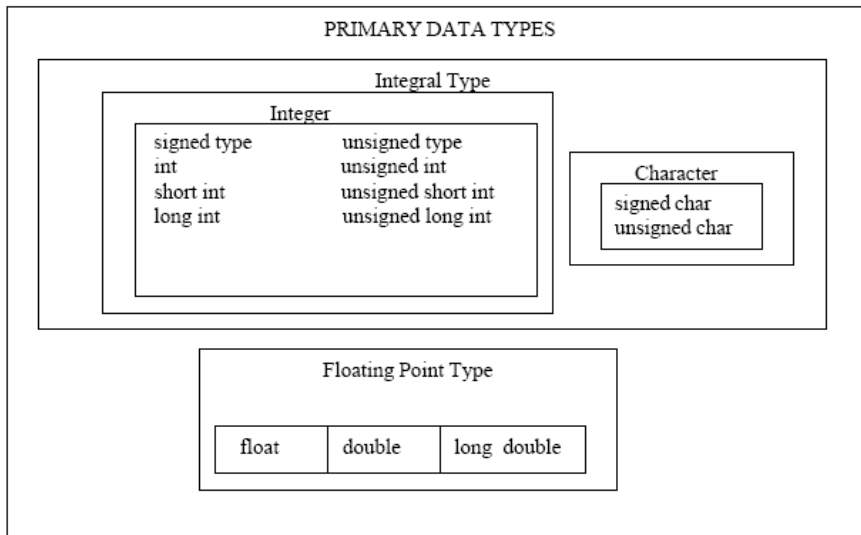 PRIMARY DATA TYPES
Integral Type
Integer
signed type unsigned type
int unsigned int
short int unsigned short int
long int unsigned long int
Character
signed char
unsigned char
Floating Point Type
float double long double